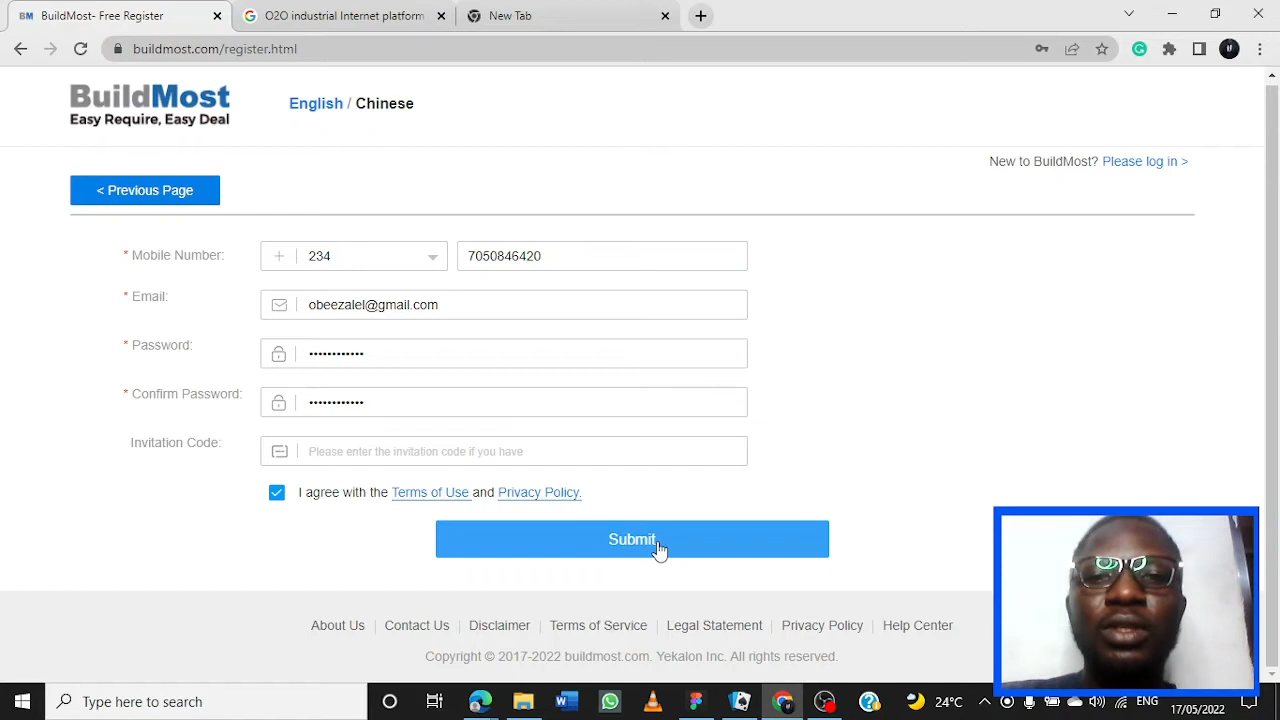 BM BuildMost- Free Register
O2O industrial Internet platform
New Tab
buildmost.com/register.html
BuildMost
Easy Require, Easy Deal
English / Chinese
New to BuildMost? Please log in >
< Previous Page
* Mobile Number: + 234 7050846420
* Email: obeezalel@gmail.com
* Password: ••••••••••••
* Confirm Password: ••••••••••••
Invitation Code: Please enter the invitation code if you have
I agree with the Terms of Use and Privacy Policy.
Submit
About Us | Contact Us | Disclaimer | Terms of Service | Legal Statement | Privacy Policy | Help Center
Copyright © 2017-2022 buildmost.com. Yekalon Inc. All rights reserved.
Type here to search
24°C
ENG
17/05/2022